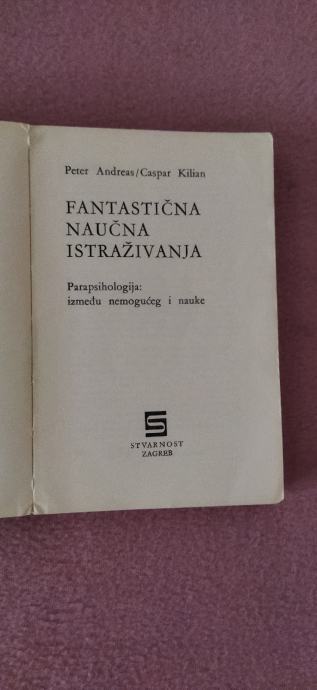 Peter Andreas/Caspar Kilian
FANTASTIČNA
NAUČNA
ISTRAŽIVANJA
Parapsihologija:
između nemogućeg i nauke
STVARNOST
ZAGREB